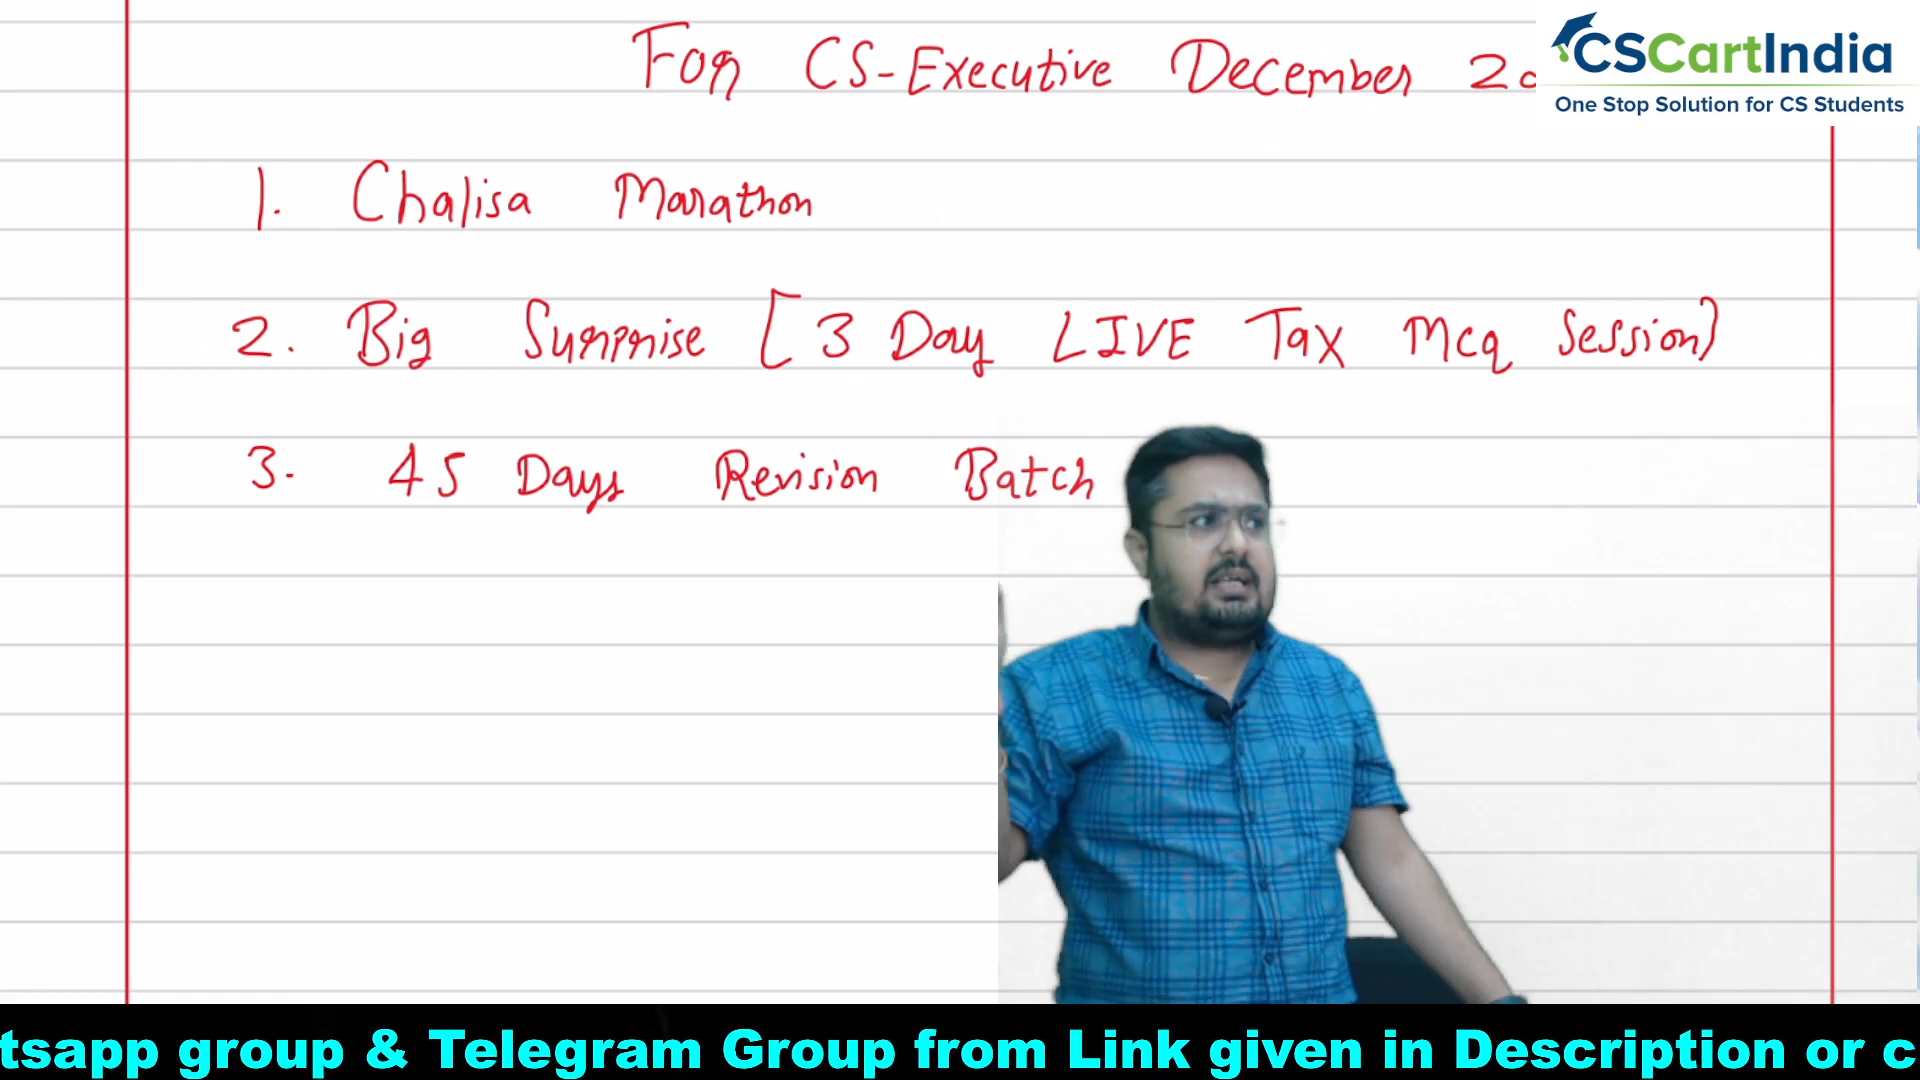 For CS-Executive December 20
CSCartIndia
One Stop Solution for CS Students
1. Chalisa Marathon
2. Big Surprise [3 Day LIVE Tax Mcq Session]
3. 45 Days Revision Batch
tsapp group & Telegram Group from Link given in Description or c